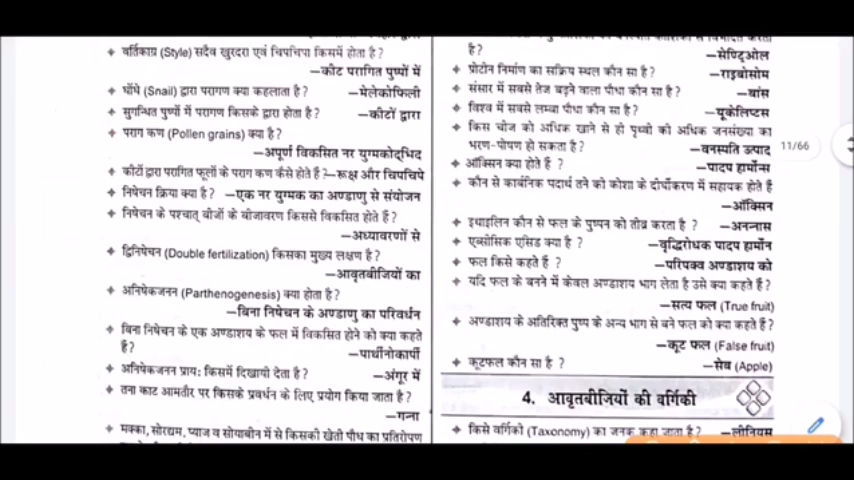 वर्तिकाग्र (Style) सदैव खुरदरा एवं चिपचिपा किसमें होता है?
—कीट परागित पुष्पों में
घोंघे (Snail) द्वारा परागण क्या कहलाता है? —मेलेकोफिली
सुगन्धित पुष्पों में परागण किसके द्वारा होता है? —कीटों द्वारा
पराग कण (Pollen grains) क्या है?
—अपूर्ण विकसित नर युग्मकोद्भिद
कीटों द्वारा परागित फूलों के पराग कण कैसे होते हैं?—रूक्ष और चिपचिपे
निषेचन क्रिया क्या है? —एक नर युग्मक का अण्डाणु से संयोजन
निषेचन के पश्चात् बीजों के बीजावरण किससे विकसित होते हैं?
—अध्यावरणों से
द्विनिषेचन (Double fertilization) किसका मुख्य लक्षण है?
—आवृतबीजियों का
अनिषेकजनन (Parthenogenesis) क्या होता है?
—बिना निषेचन के अण्डाणु का परिवर्धन
बिना निषेचन के एक अण्डाशय के फल में विकसित होने को क्या कहते
हैं?
—पार्थीनोकार्पी
अनिषेकजनन प्रायः किसमें दिखायी देता है? —अंगूर में
तना काट आमतौर पर किसके प्रवर्धन के लिए प्रयोग किया जाता है?
—गन्ना
मक्का, सोरघम, प्याज व सोयाबीन में से किसकी खेती पौध का प्रतिरोपण
है?
—सेण्ट्रिओल
प्रोटीन निर्माण का सक्रिय स्थल कौन सा है? —राइबोसोम
संसार में सबसे तेज बढ़ने वाला पौधा कौन सा है? —बांस
विश्व में सबसे लम्बा पौधा कौन सा है? —यूकेलिप्टस
किस चीज को अधिक खाने से ही पृथ्वी की अधिक जनसंख्या का
भरण-पोषण हो सकता है? —वनस्पति उत्पाद
ऑक्सिन क्या होते हैं ? —पादप हार्मोन्स
कौन से कार्बनिक पदार्थ तने को कोशा के दीर्घीकरण में सहायक होते हैं
—ऑक्सिन
इथाइलिन कौन से फल के पुष्पन को तीव्र करता है ? —अनन्नास
एब्सोसिक एसिड क्या है ? —वृद्धिरोधक पादप हार्मोन
फल किसे कहते हैं ? —परिपक्व अण्डाशय को
यदि फल के बनने में केवल अण्डाशय भाग लेता है उसे क्या कहते हैं?
—सत्य फल (True fruit)
अण्डाशय के अतिरिक्त पुष्प के अन्य भाग से बने फल को क्या कहते हैं?
—कूट फल (False fruit)
कूटफल कौन सा है ? —सेब (Apple)
4. आवृतबीजियों की वर्गिकी
किसे वर्गिकी (Taxonomy) का जनक कहा जाता है? —लीनियस
11/66